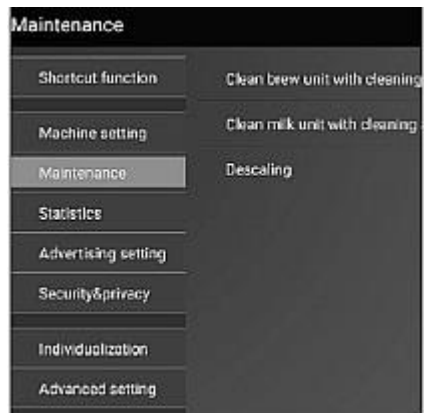 Maintenance
Shortcut function
Machine setting
Maintenance
Statistics
Advertising setting
Security&privacy
Individualization
Advanced setting
Clean brew unit with cleaning
Clean milk unit with cleaning
Descaling